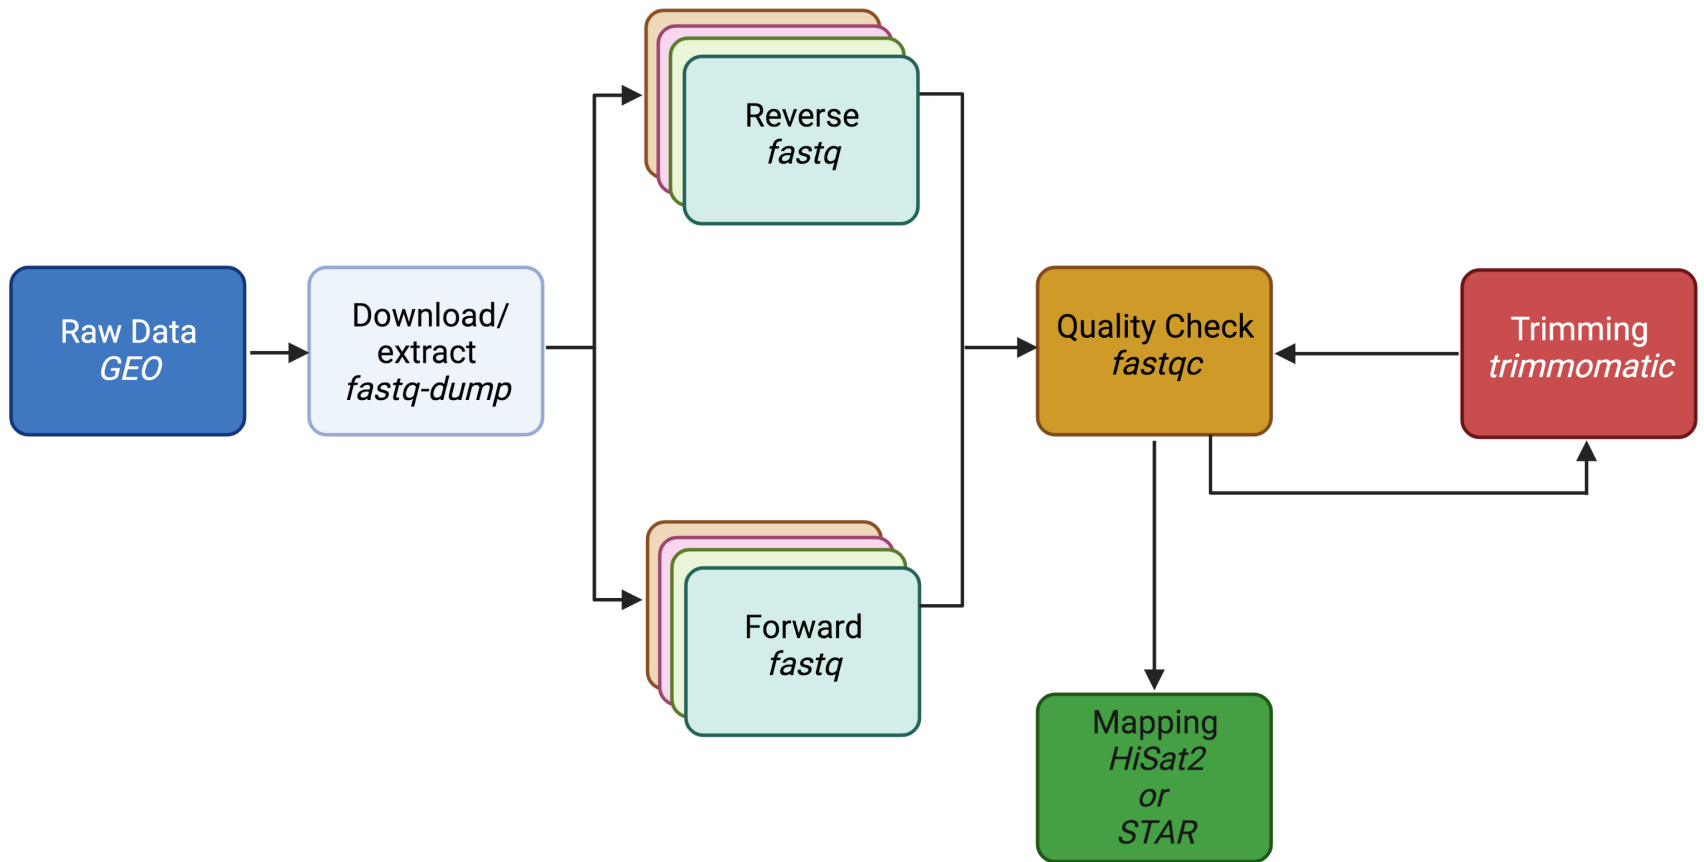 Raw Data
GEO
Download/
extract
fastq-dump
Reverse
fastq
Forward
fastq
Quality Check
fastqc
Trimming
trimmomatic
Mapping
HiSat2
or
STAR